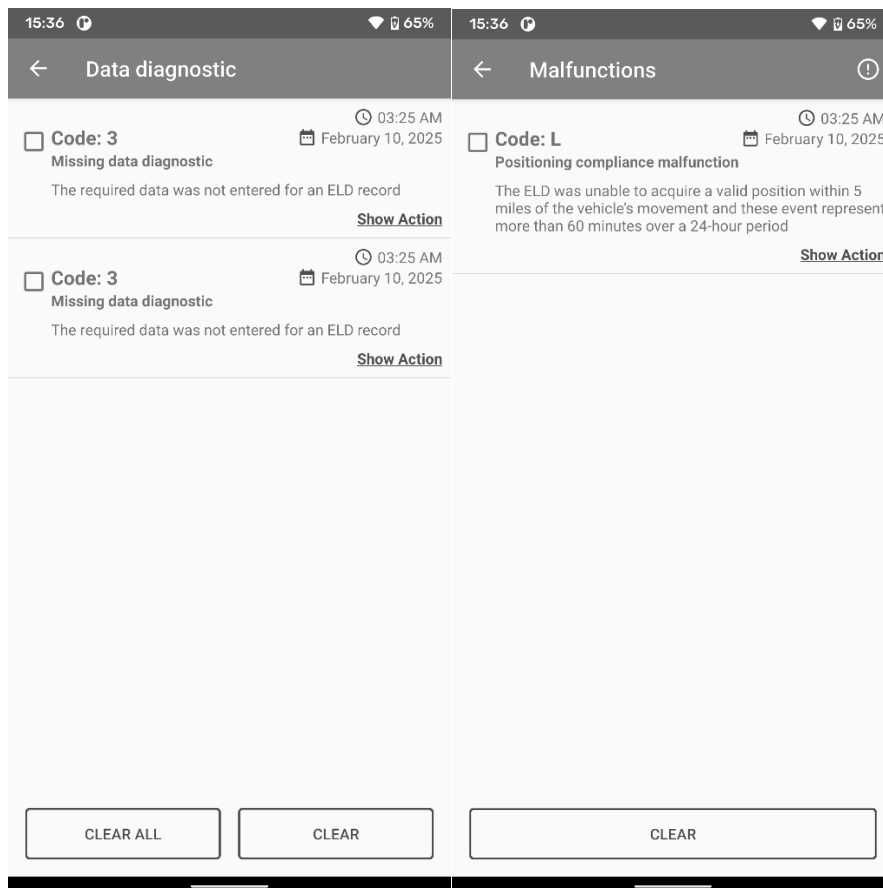 15:36
65%
Data diagnostic
03:25 AM
Code: 3
February 10, 2025
Missing data diagnostic
The required data was not entered for an ELD record
Show Action
03:25 AM
Code: 3
February 10, 2025
Missing data diagnostic
The required data was not entered for an ELD record
Show Action
CLEAR ALL
CLEAR
15:36
65%
Malfunctions
03:25 AM
Code: L
February 10, 2025
Positioning compliance malfunction
The ELD was unable to acquire a valid position within 5
miles of the vehicle’s movement and these event represent
more than 60 minutes over a 24-hour period
Show Action
CLEAR